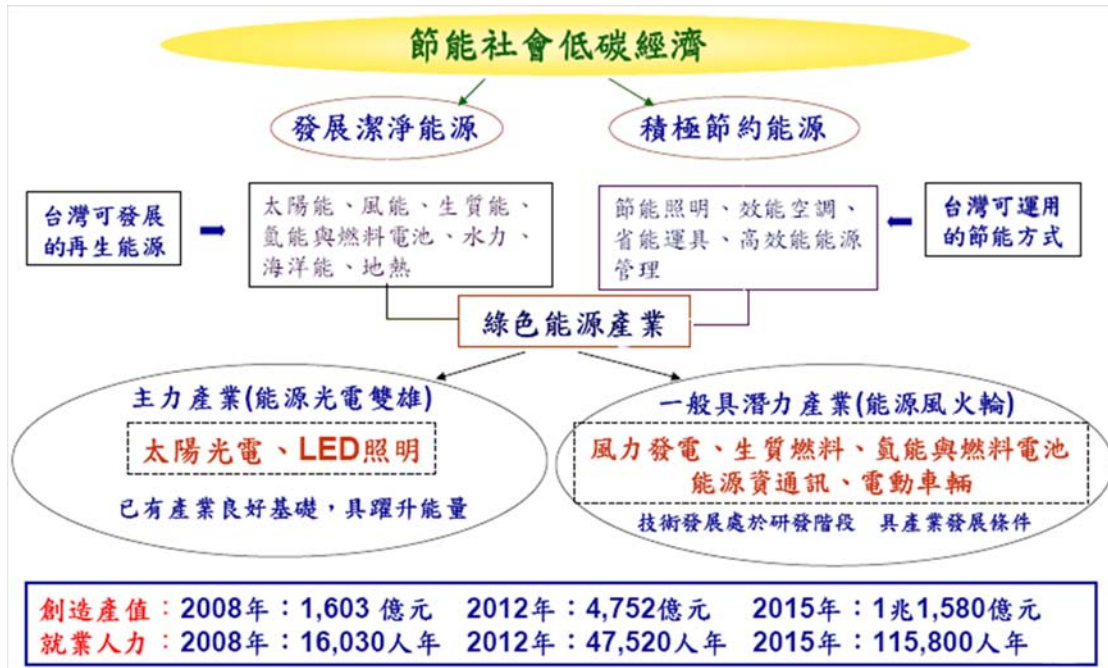 節能社會低碳經濟
發展潔淨能源
積極節約能源
台灣可發展
的再生能源
太陽能、風能、生質能、
氫能與燃料電池、水力、
海洋能、地熱
節能照明、效能空調、
省能運具、高效能能源
管理
台灣可運用
的節能方式
綠色能源產業
主力產業(能源光電雙雄)
太陽光電、LED照明
已有產業良好基礎，具躍升能量
一般具潛力產業(能源風火輪)
風力發電、生質燃料、氫能與燃料電池
能源資通訊、電動車輛
技術發展處於研發階段 具產業發展條件
創造產值：2008年：1,603 億元 2012年：4,752億元 2015年：1兆1,580億元
就業人力：2008年：16,030人年 2012年：47,520人年 2015年：115,800人年